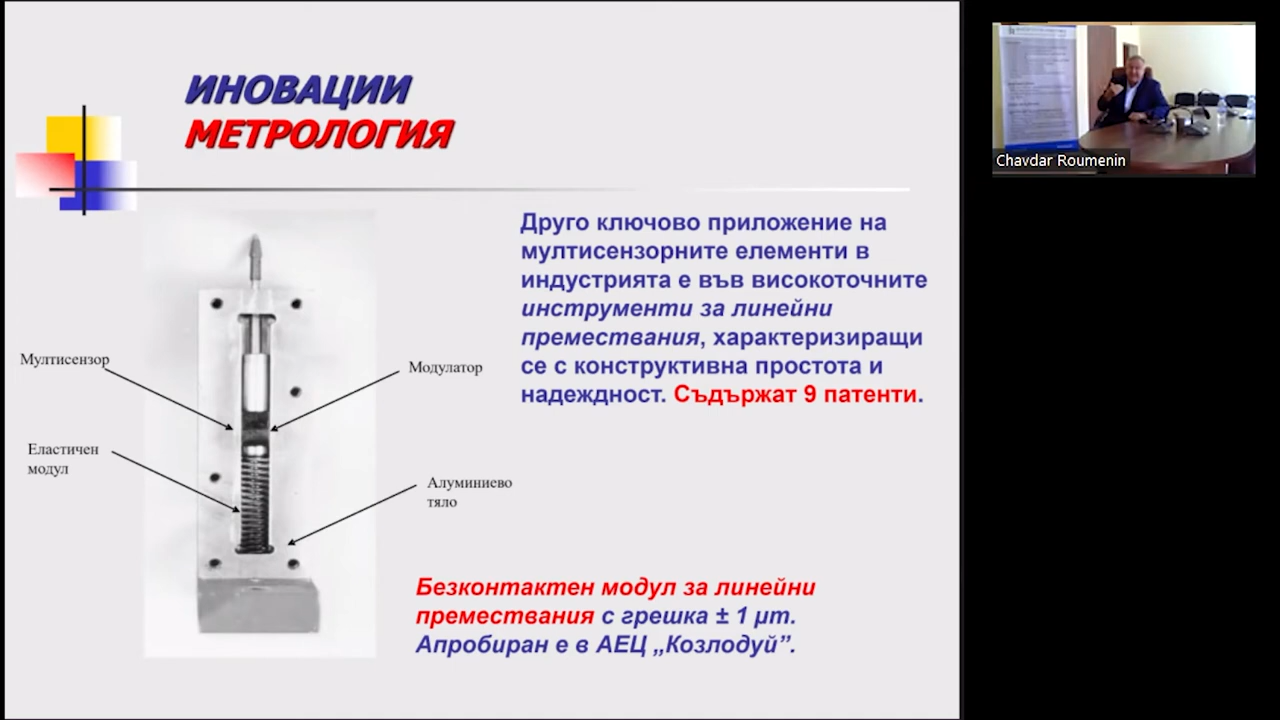 ИНОВАЦИИ
МЕТРОЛОГИЯ
Друго ключово приложение на
мултисензорните елементи в
индустрията е във високоточните
инструменти за линейни
премествания, характеризиращи
се с конструктивна простота и
надеждност. Съдържат 9 патенти.
Мултисензор
Модулатор
Еластичен
модул
Алуминиево
тяло
Безконтактен модул за линейни
премествания с грешка ± 1 μm.
Апробиран е в АЕЦ „Козлодуй”.
Chavdar Roumenin